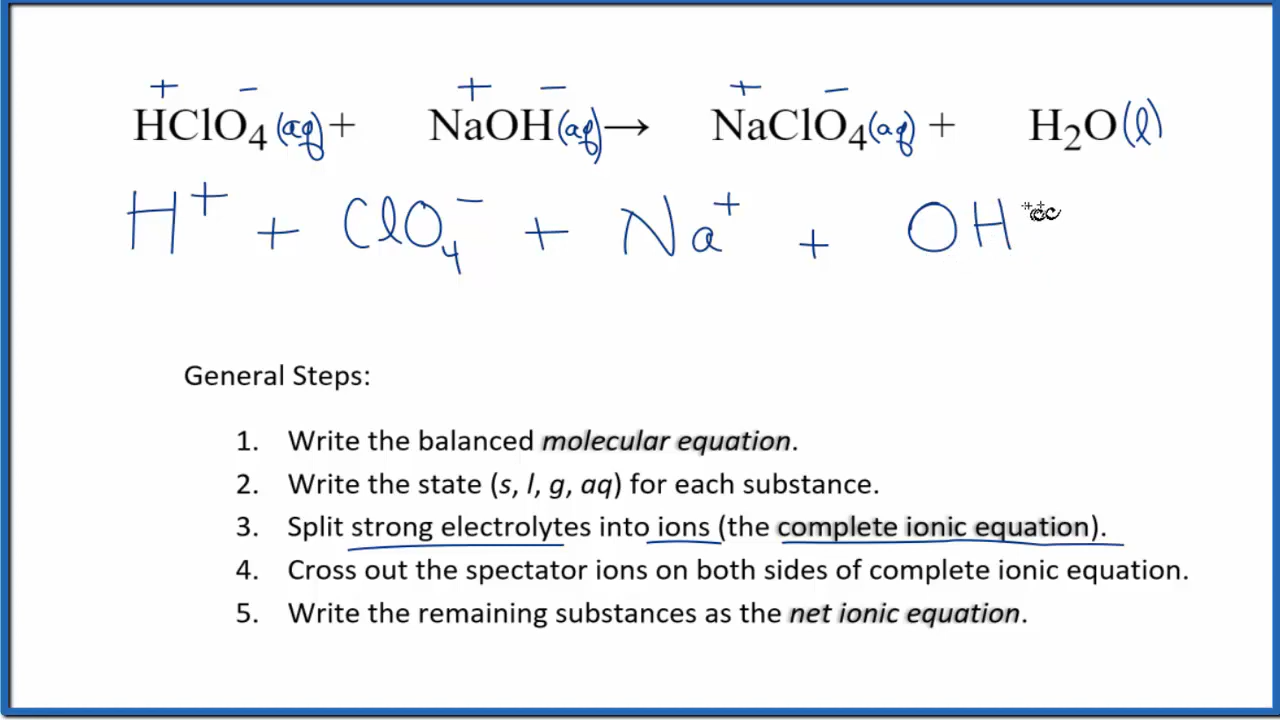 + − + − + −
HClO₄(aq) + NaOH(aq) → NaClO₄(aq) + H₂O(l)
H⁺ + ClO₄⁻ + Na⁺ + OH
General Steps:
1. Write the balanced molecular equation.
2. Write the state (s, l, g, aq) for each substance.
3. Split strong electrolytes into ions (the complete ionic equation).
4. Cross out the spectator ions on both sides of complete ionic equation.
5. Write the remaining substances as the net ionic equation.